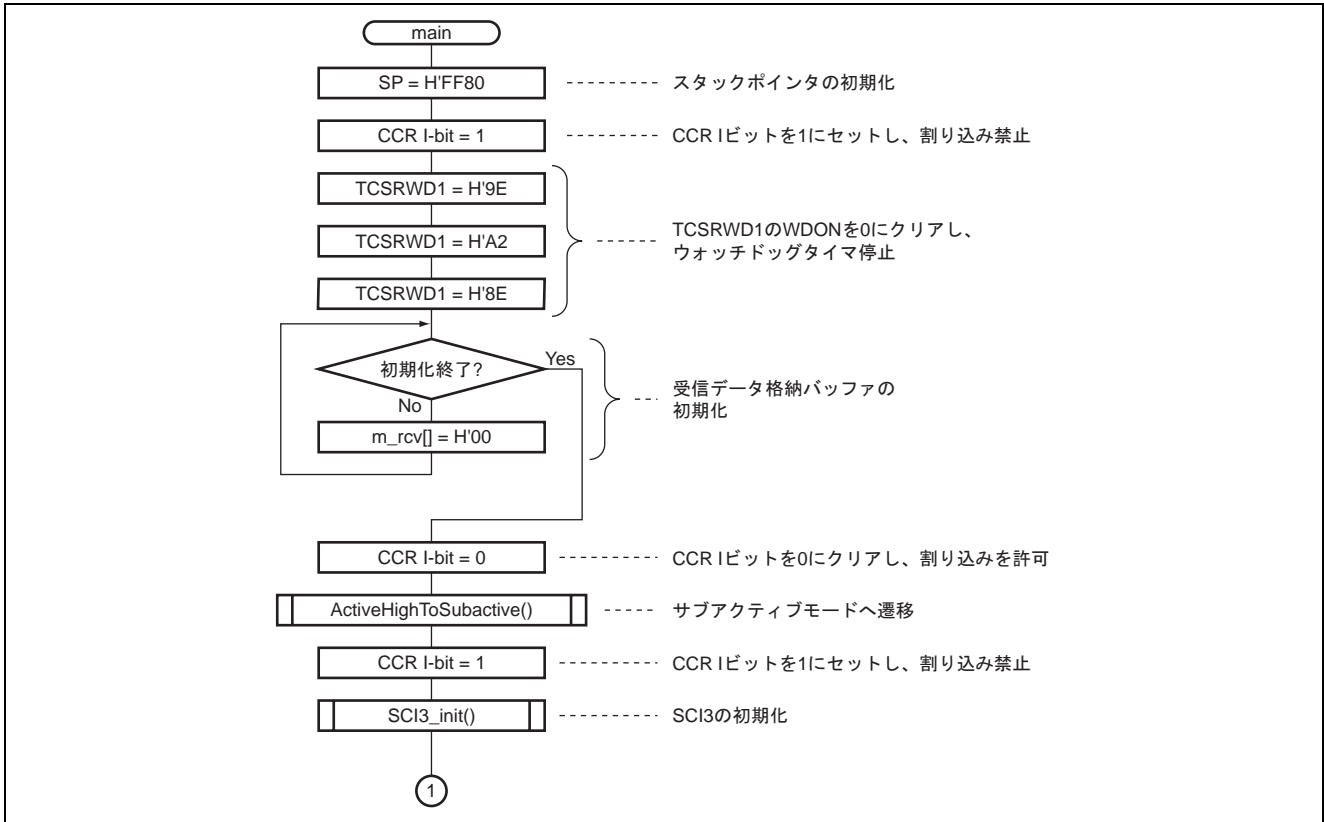 main
SP = H'FF80
スタックポインタの初期化
CCR I-bit = 1
CCR Iビットを1にセットし、割り込み禁止
TCSRWD1 = H'9E
TCSRWD1 = H'A2
TCSRWD1のWDONを0にクリアし、
ウォッチドッグタイマ停止
TCSRWD1 = H'8E
初期化終了?
Yes
No
受信データ格納バッファの
初期化
m_rcv[] = H'00
CCR I-bit = 0
CCR Iビットを0にクリアし、割り込みを許可
ActiveHighToSubactive()
サブアクティブモードへ遷移
CCR I-bit = 1
CCR Iビットを1にセットし、割り込み禁止
SCI3_init()
SCI3の初期化
1